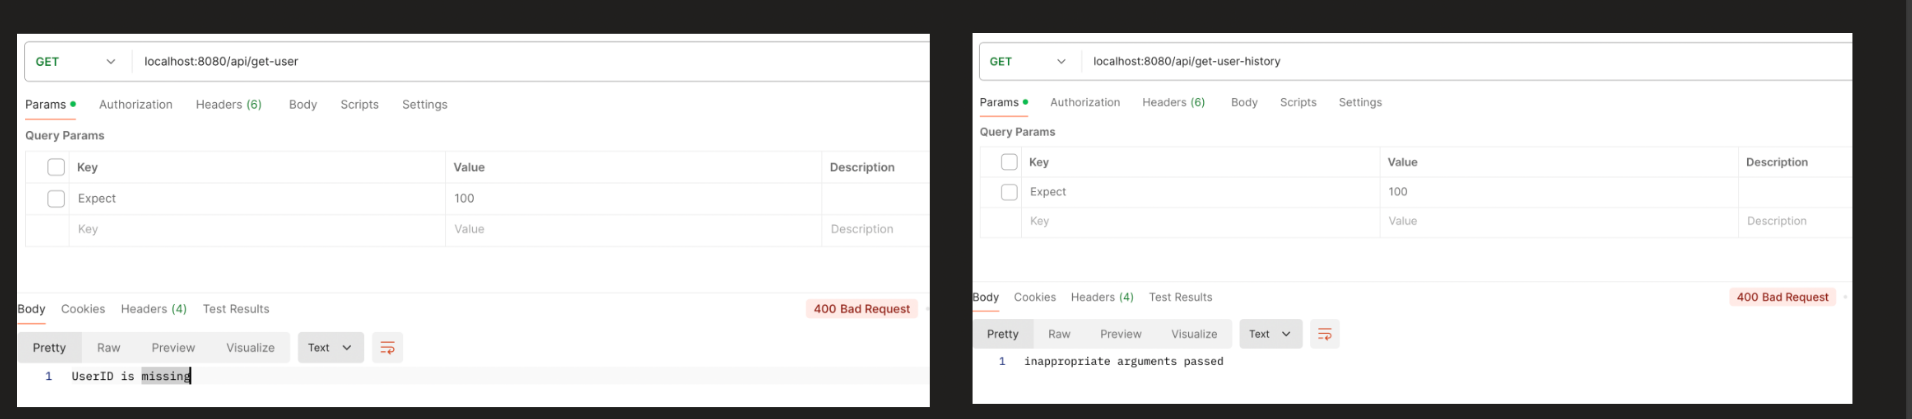 GET localhost:8080/api/get-user
Params Authorization Headers (6) Body Scripts Settings
Query Params
Key Value Description
Expect 100
Key Value Description
Body Cookies Headers (4) Test Results 400 Bad Request
Pretty Raw Preview Visualize Text
1 UserID is missing
GET localhost:8080/api/get-user-history
Params Authorization Headers (6) Body Scripts Settings
Query Params
Key Value Description
Expect 100
Key Value Description
Body Cookies Headers (4) Test Results 400 Bad Request
Pretty Raw Preview Visualize Text
1 inappropriate arguments passed